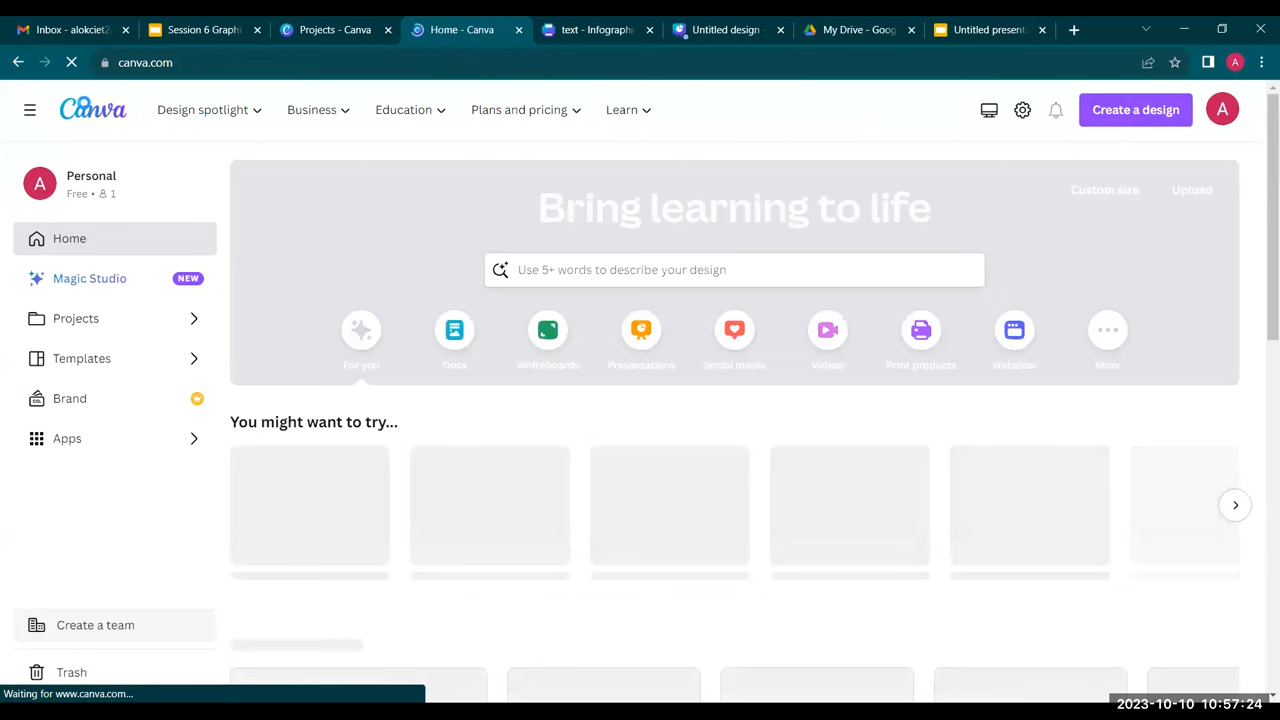 Inbox - alokciet2
Session 6 Graphi
Projects - Canva
Home - Canva
text - Infographi
Untitled design -
My Drive - Goog
Untitled present
canva.com
A
Canva
Design spotlight
Business
Education
Plans and pricing
Learn
Create a design
A
A
Personal
Free • 1
Home
Magic Studio
NEW
Projects
Templates
Brand
Apps
Create a team
Trash
Custom size
Upload
Bring learning to life
Use 5+ words to describe your design
For you
Docs
Whiteboards
Presentations
Social media
Videos
Print products
Websites
More
You might want to try...
Waiting for www.canva.com...
2023-10-10 10:57:24